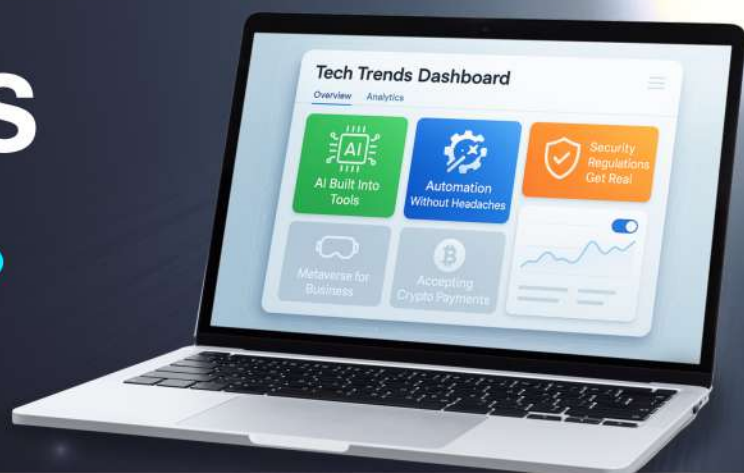 S
Tech Trends Dashboard
Overview Analytics
AI
AI Built Into
Tools
Automation
Without Headaches
Security
Regulations
Get Real
Metaverse for
Business
Accepting
Crypto Payments